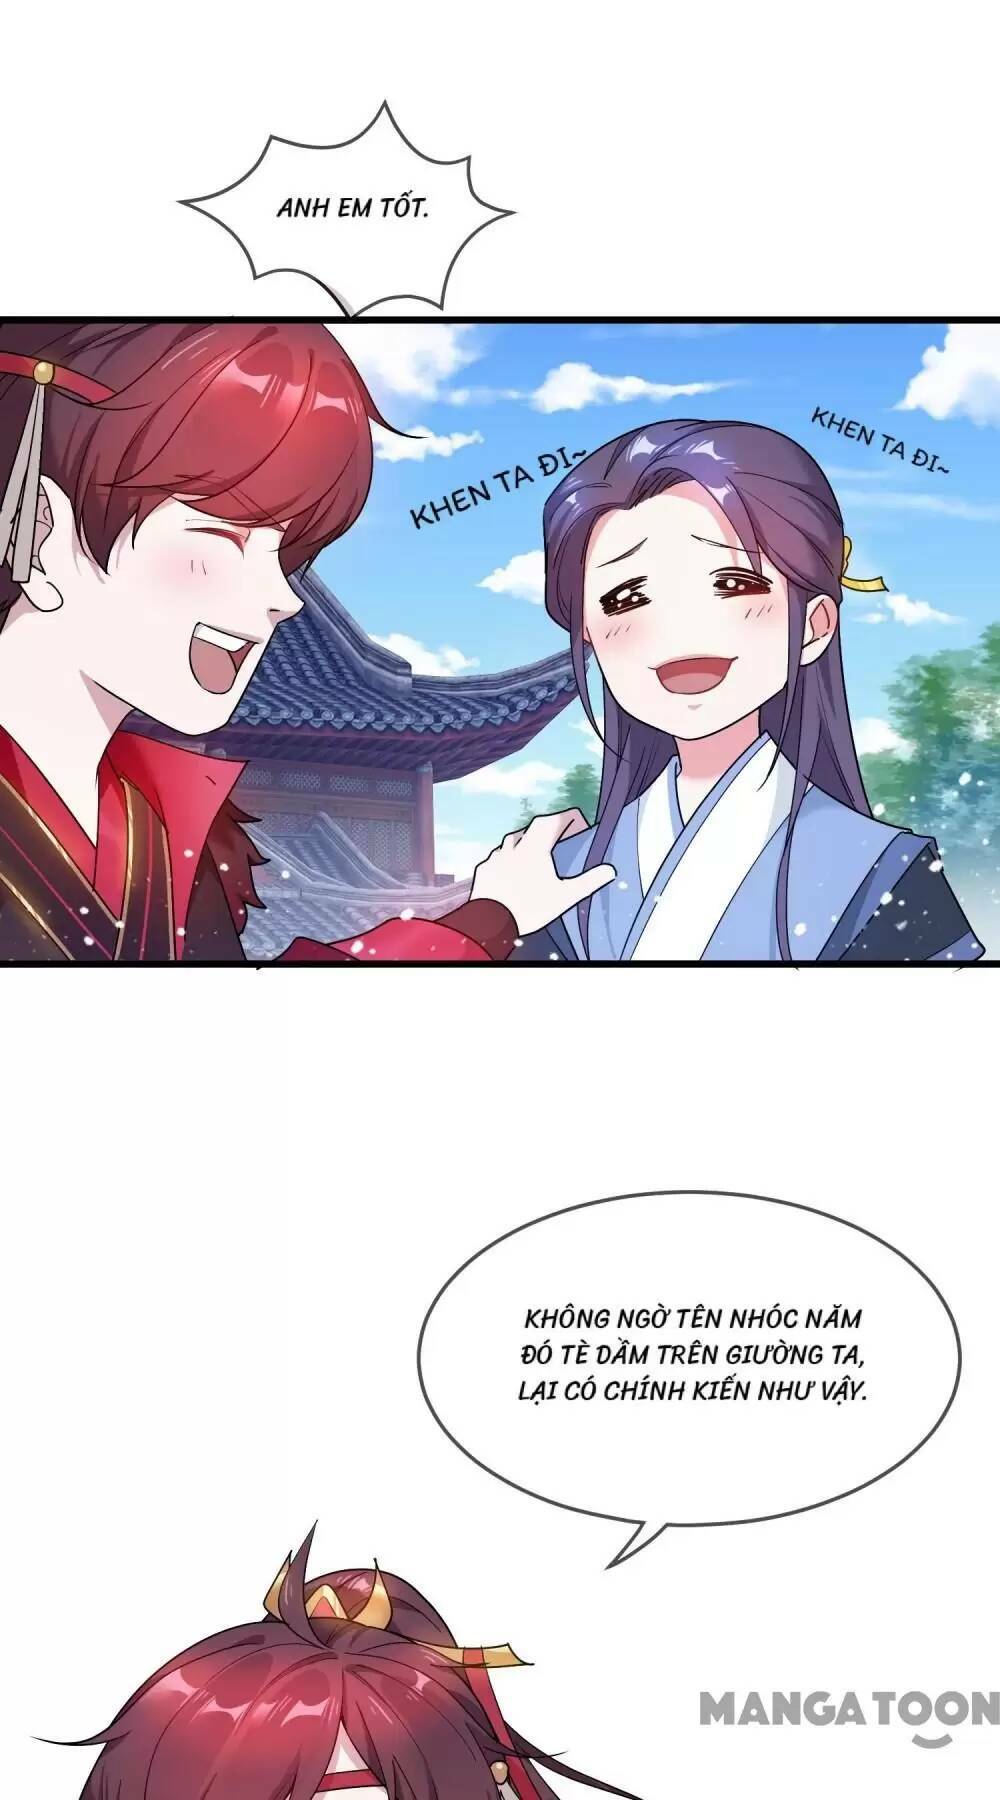 ANH EM TỐT.
KHEN TA ĐI~
KHEN TA ĐI~
KHÔNG NGỜ TÊN NHÓC NĂM
ĐÓ TÈ DẦM TRÊN GIƯỜNG TA,
LẠI CÓ CHÍNH KIẾN NHƯ VẬY.
MANGATOON